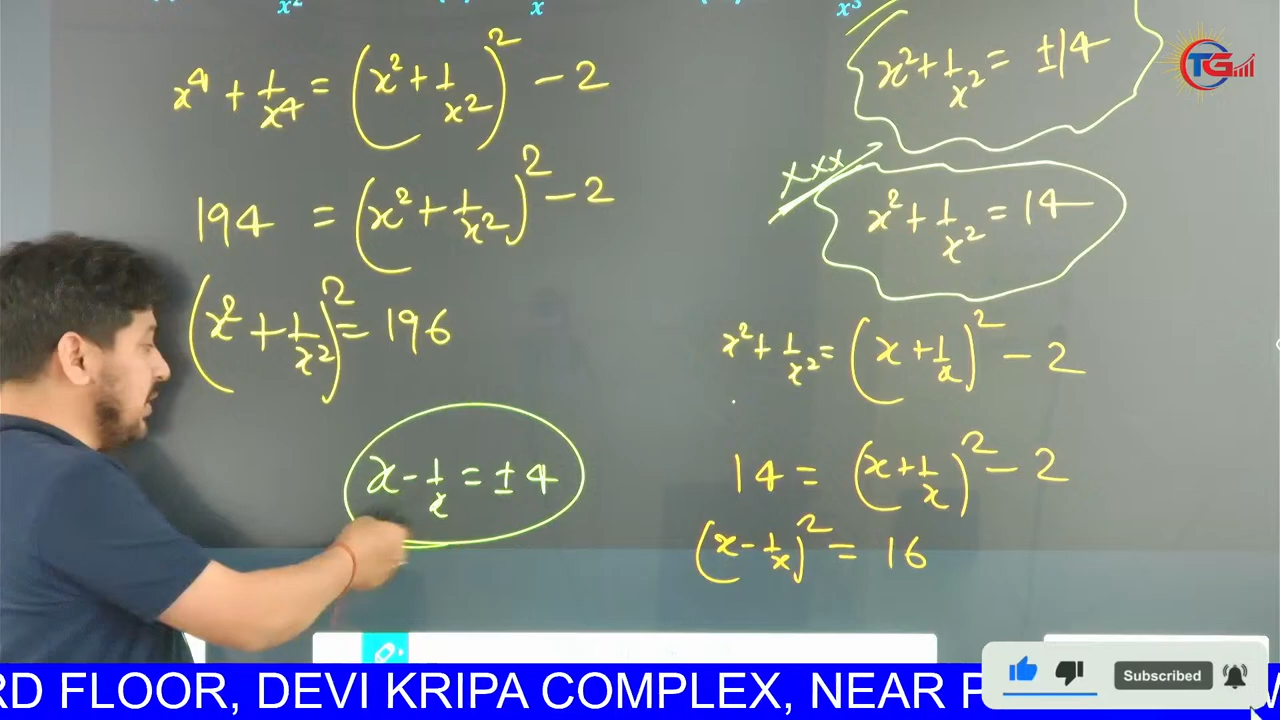 x² x x³
x⁴ + 1/x⁴ = (x² + 1/x²)² - 2
194 = (x² + 1/x²)² - 2
(x² + 1/x²)² = 196
x - 1/x = ± 4
x² + 1/x² = ±14
xxx
x² + 1/x² = 14
x² + 1/x² = (x + 1/x)² - 2
14 = (x + 1/x)² - 2
(x - 1/x)² = 16
TG
RD FLOOR, DEVI KRIPA COMPLEX, NEAR P
Subscribed